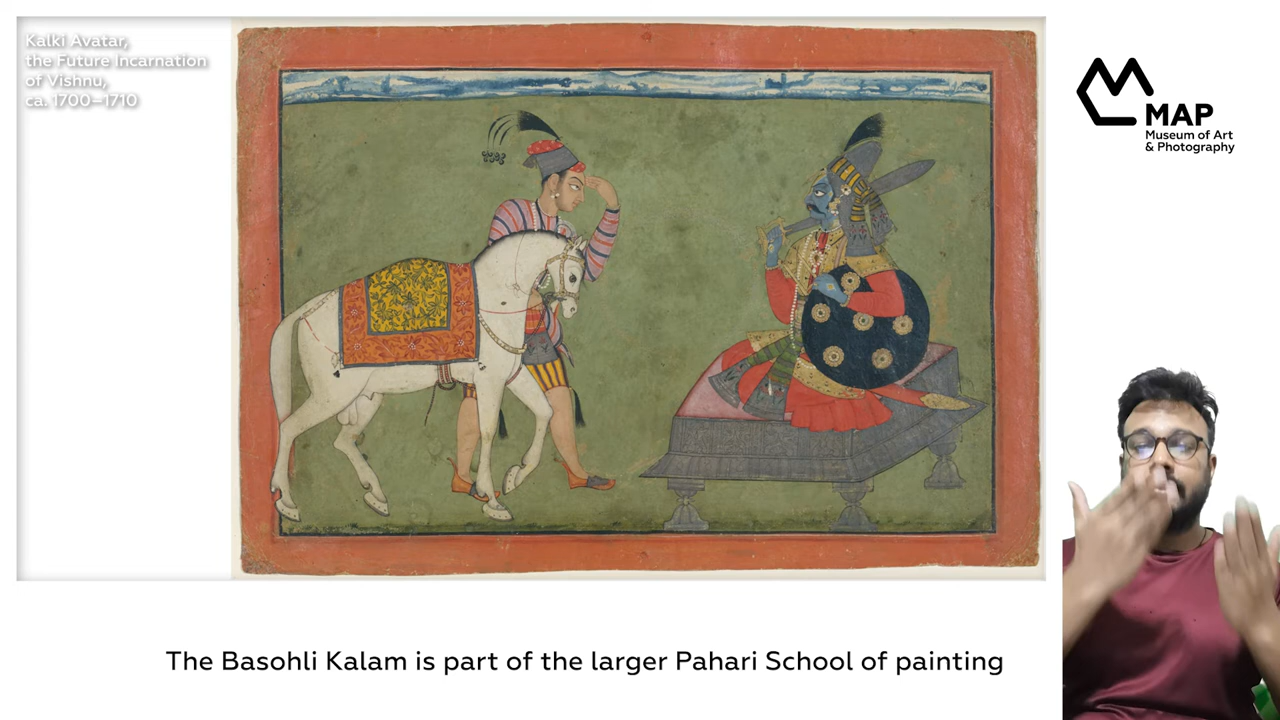 Kalki Avatar,
the Future Incarnation
of Vishnu,
ca. 1700–1710
MAP
Museum of Art
& Photography
The Basohli Kalam is part of the larger Pahari School of painting